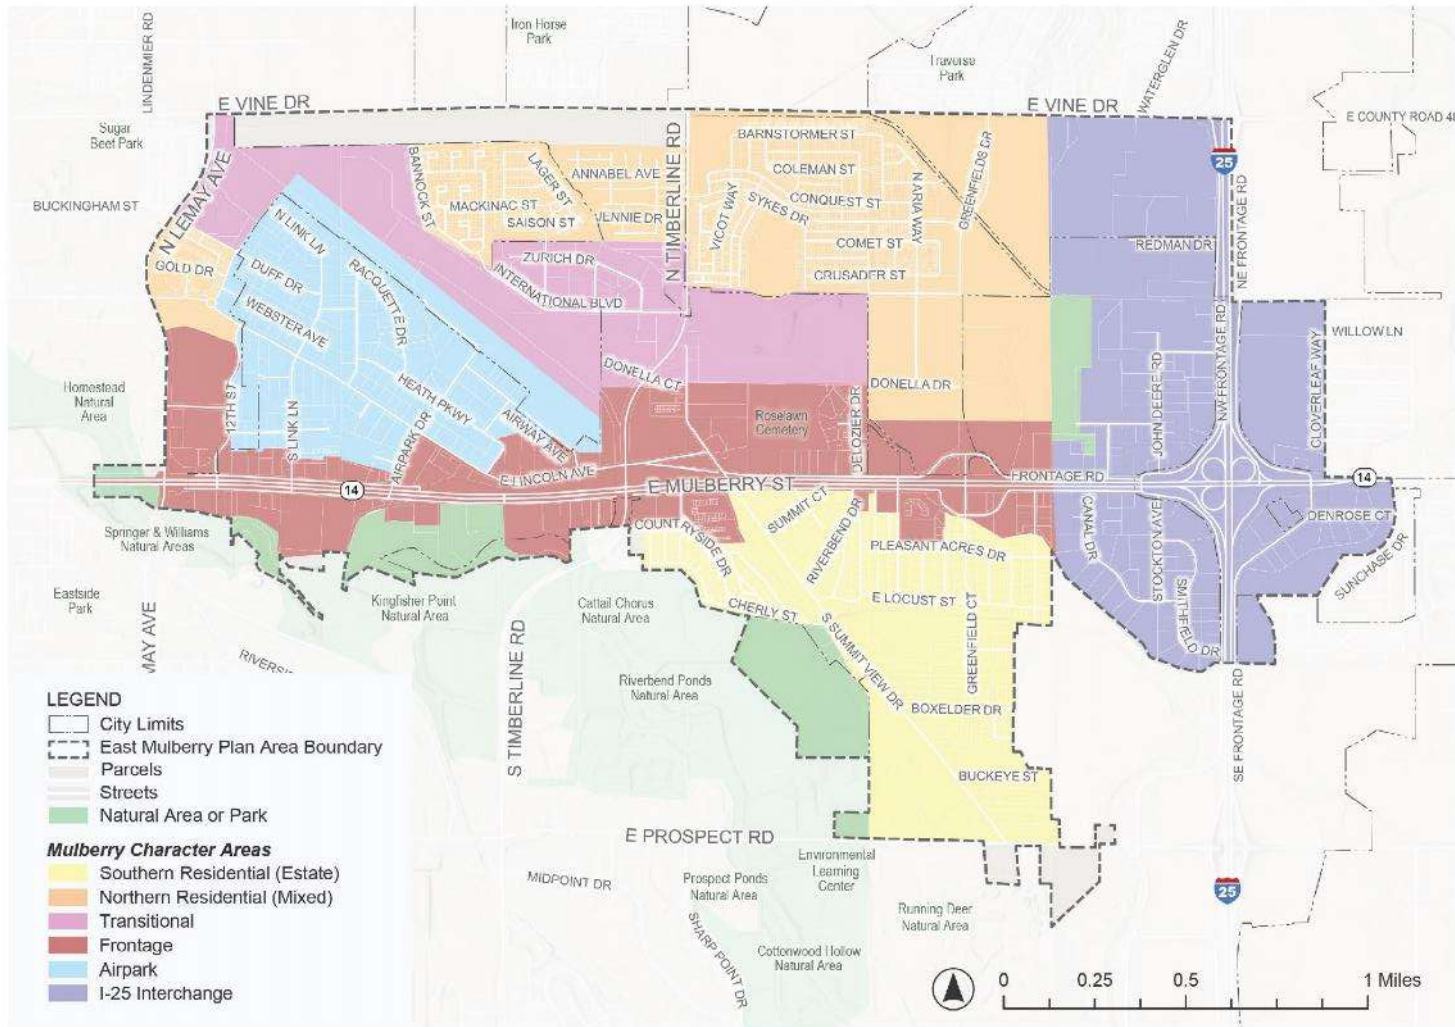 LINDENMIER RD
Iron Horse
Park
Traverse
Park
WATERGLEN DR
E VINE DR
E VINE DR
E COUNTY ROAD 48
Sugar
Beet Park
N LEMAY AVE
BUCKINGHAM ST
BANNOCK ST
LAGER ST
ANNABEL AVE
MACKINAC ST
SAISON ST
JENNIE DR
N TIMBERLINE RD
BARNSTORMER ST
COLEMAN ST
CONQUEST ST
VICOT WAY
SYKES DR
N ARIA WAY
GREENFIELDS DR
COMET ST
CRUSADER ST
25
NE FRONTAGE RD
REDMAN DR
GOLD DR
N LINK LN
DUFF DR
RACQUETTE DR
WEBSTER AVE
ZURICH DR
INTERNATIONAL BLVD
NW FRONTAGE RD
WILLOW LN
CLOVERLEAF WAY
JOHN DEERE RD
Homestead
Natural
Area
12TH ST
S LINK LN
HEATH PKWY
AIRPARK DR
AIRWAY AVE
DONELLA CT
DONELLA DR
Roselawn
Cemetery
DELOZIER DR
E LINCOLN AVE
FRONTAGE RD
14
E MULBERRY ST
14
Springer & Williams
Natural Areas
COUNTRYSIDE DR
SUMMIT CT
RIVERBEND DR
PLEASANT ACRES DR
CANAL DR
STOCKTON AVE
DENROSE CT
SUNCHASE DR
SMITHFIELD DR
Eastside
Park
Kingfisher Point
Natural Area
Cattail Chorus
Natural Area
CHERLY ST
E LOCUST ST
GREENFIELD CT
S SUMMIT VIEW DR
MAY AVE
RIVERSI
S TIMBERLINE RD
Riverbend Ponds
Natural Area
BOXELDER DR
BUCKEYE ST
SE FRONTAGE RD
E PROSPECT RD
MIDPOINT DR
Prospect Ponds
Natural Area
Environmental
Learning
Center
SHARP POINT DR
Running Deer
Natural Area
Cottonwood Hollow
Natural Area
25
LEGEND
City Limits
East Mulberry Plan Area Boundary
Parcels
Streets
Natural Area or Park
Mulberry Character Areas
Southern Residential (Estate)
Northern Residential (Mixed)
Transitional
Frontage
Airpark
I-25 Interchange
0 0.25 0.5 1 Miles